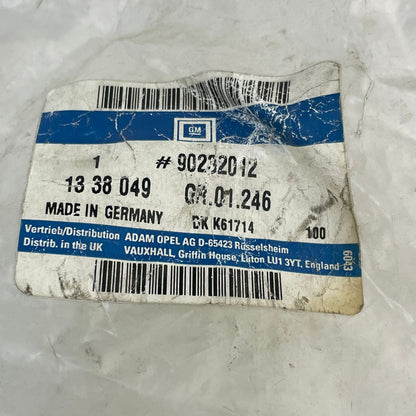 GM
1 # 90232012
13 38 049 GR.01.246
MADE IN GERMANY DK K61714 100
Vertrieb/Distribution ADAM OPEL AG D-65423 Rüsselsheim
Distrib. in the UK VAUXHALL, Griffin House, Luton LU1 3YT, England
6043